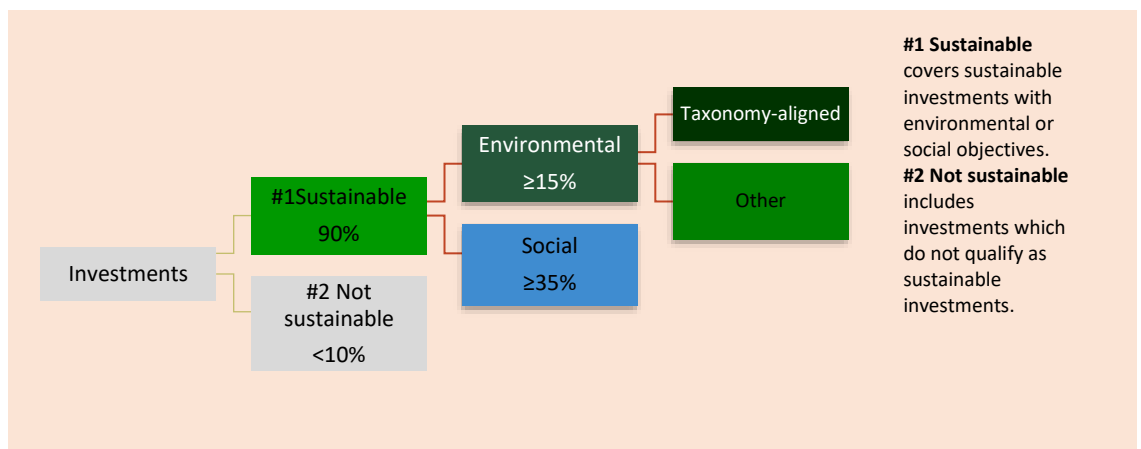 Investments
#1Sustainable
90%
#2 Not
sustainable
<10%
Environmental
≥15%
Social
≥35%
Taxonomy-aligned
Other
#1 Sustainable
covers sustainable
investments with
environmental or
social objectives.
#2 Not sustainable
includes
investments which
do not qualify as
sustainable
investments.